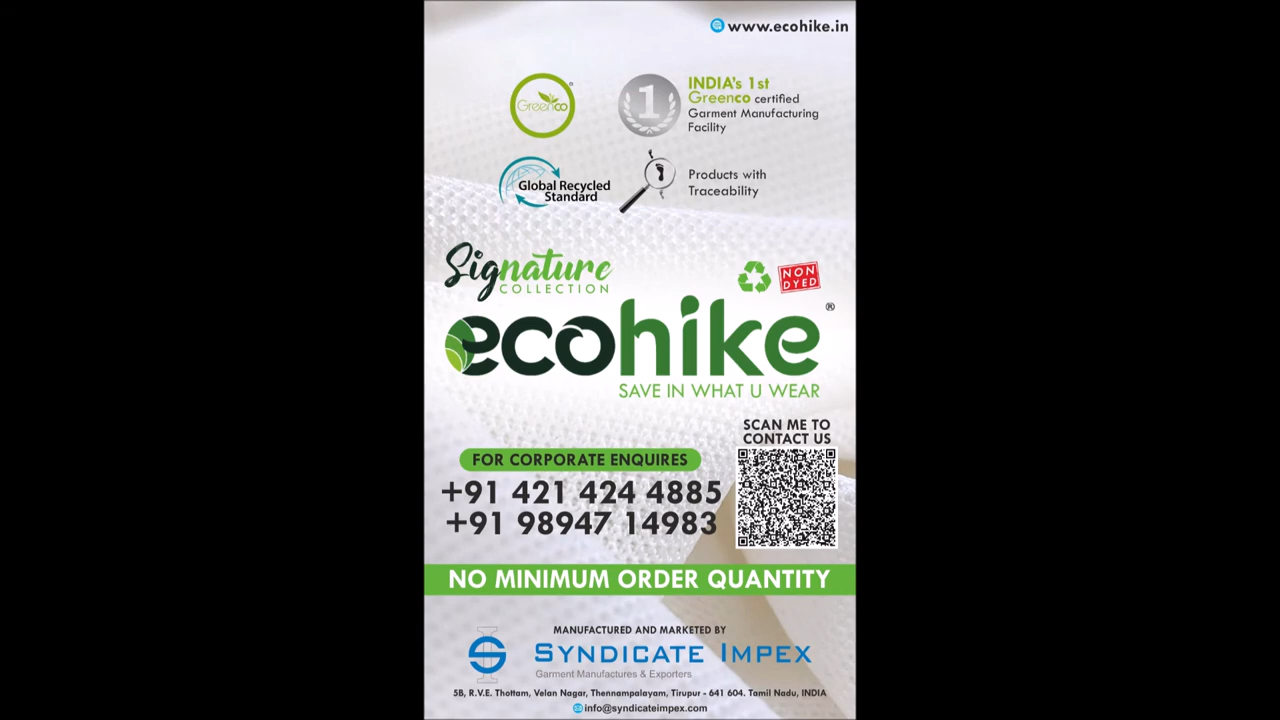 www.ecohike.in
Greenco
1
INDIA's 1st
Greenco certified
Garment Manufacturing
Facility
Global Recycled
Standard
Products with
Traceability
Signature
COLLECTION
NON
DYED
ecohike®
SAVE IN WHAT U WEAR
SCAN ME TO
CONTACT US
FOR CORPORATE ENQUIRES
+91 421 424 4885
+91 98947 14983
NO MINIMUM ORDER QUANTITY
MANUFACTURED AND MARKETED BY
SYNDICATE IMPEX
Garment Manufactures & Exporters
5B, R.V.E. Thottam, Velan Nagar, Thennampalayam, Tirupur - 641 604. Tamil Nadu, INDIA
info@syndicateimpex.com